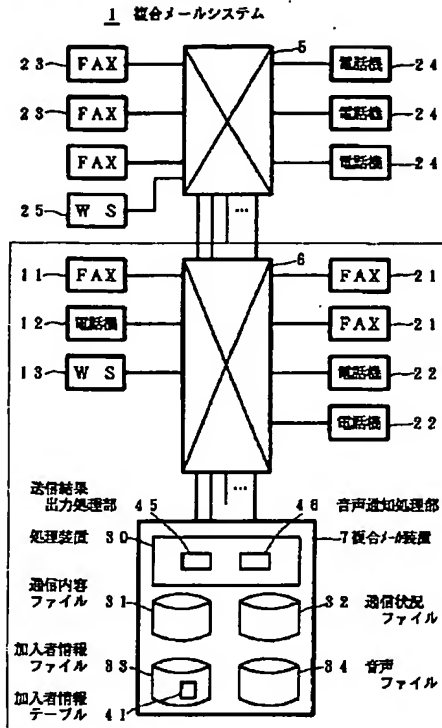 1 複合メールシステム
5
23 FAX 電話機 24
23 FAX 電話機 24
FAX 電話機 24
25 WS
…
6
11 FAX FAX 21
12 電話機 FAX 21
13 WS 電話機 22
電話機 22
…
送信結果
出力処理部 45 46 音声通知処理部
処理装置 30 7 複合メール装置
通信内容
ファイル 31 32 通信状況
ファイル
加入者情報
ファイル 33 34 音声
ファイル
加入者情報
テーブル 41